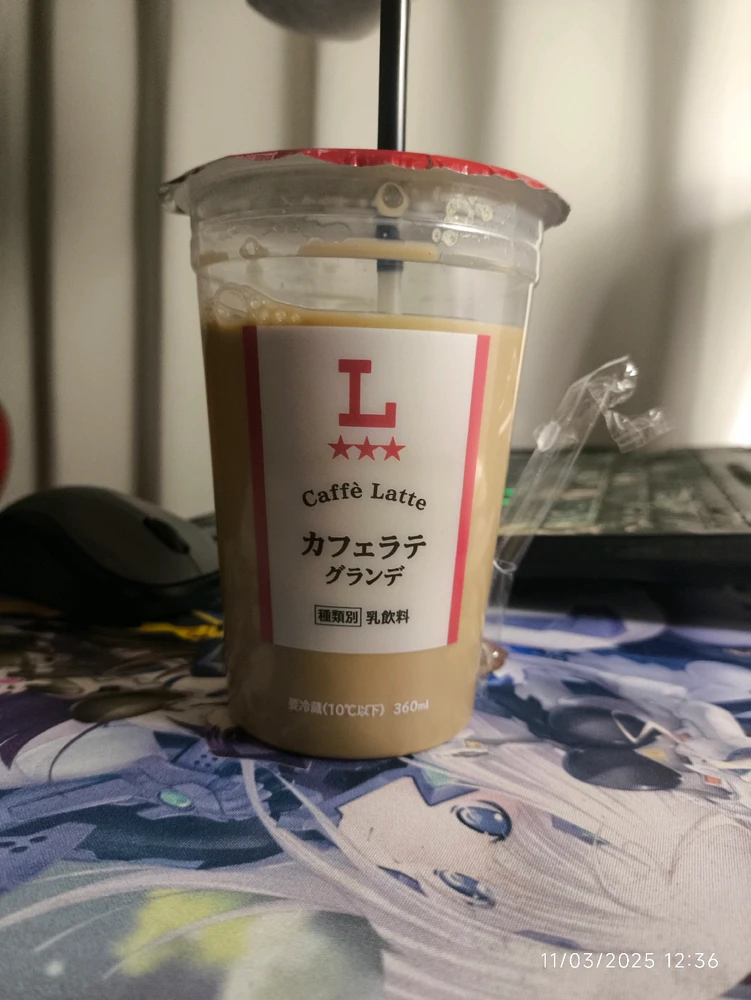 L
★★★
Caffè Latte
カフェラテ
グランデ
種類別 乳飲料
要冷蔵(10℃以下) 360ml
11/03/2025 12:36